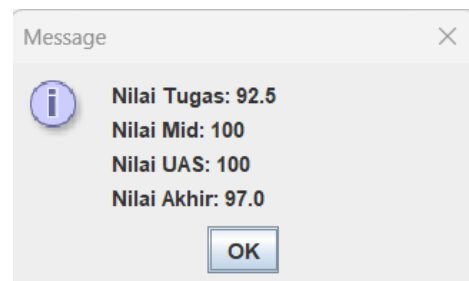 Message
Nilai Tugas: 92.5
Nilai Mid: 100
Nilai UAS: 100
Nilai Akhir: 97.0
OK